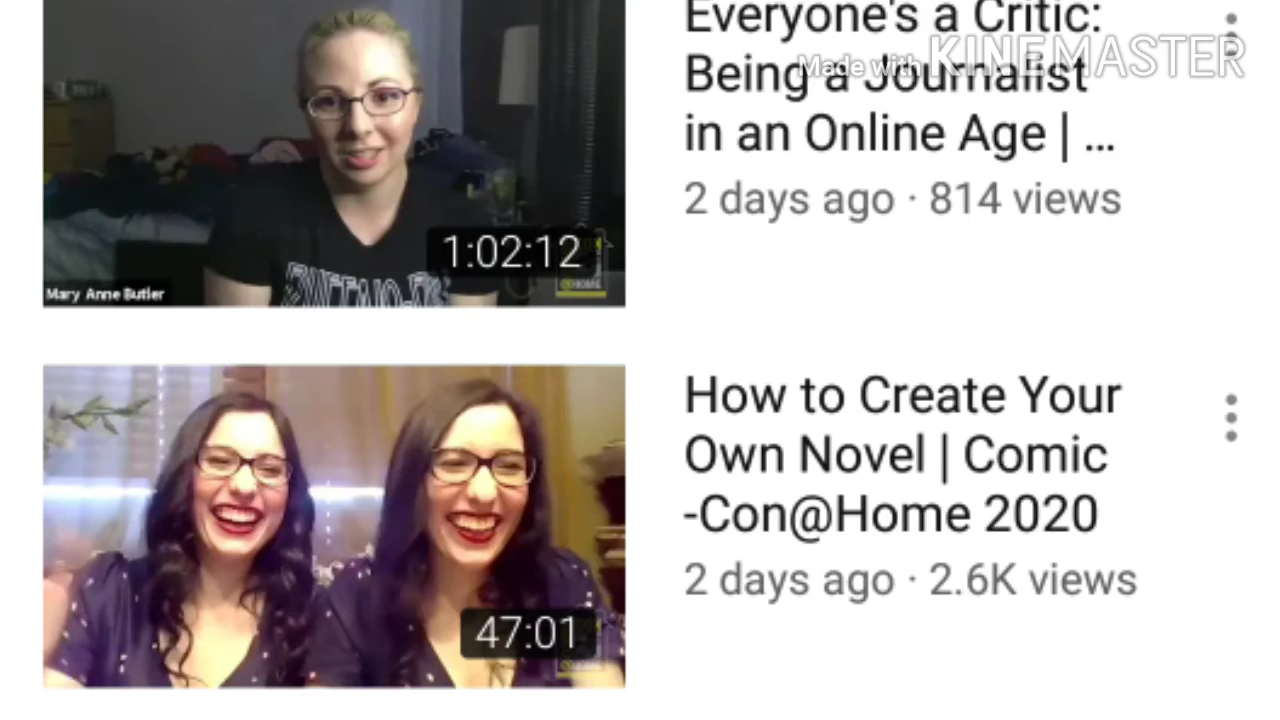 Everyone's a Critic:
Made with KINEMASTER
Being a Journalist
in an Online Age | ...
2 days ago · 814 views
1:02:12
Mary Anne Butler
How to Create Your
Own Novel | Comic
-Con@Home 2020
2 days ago · 2.6K views
47:01